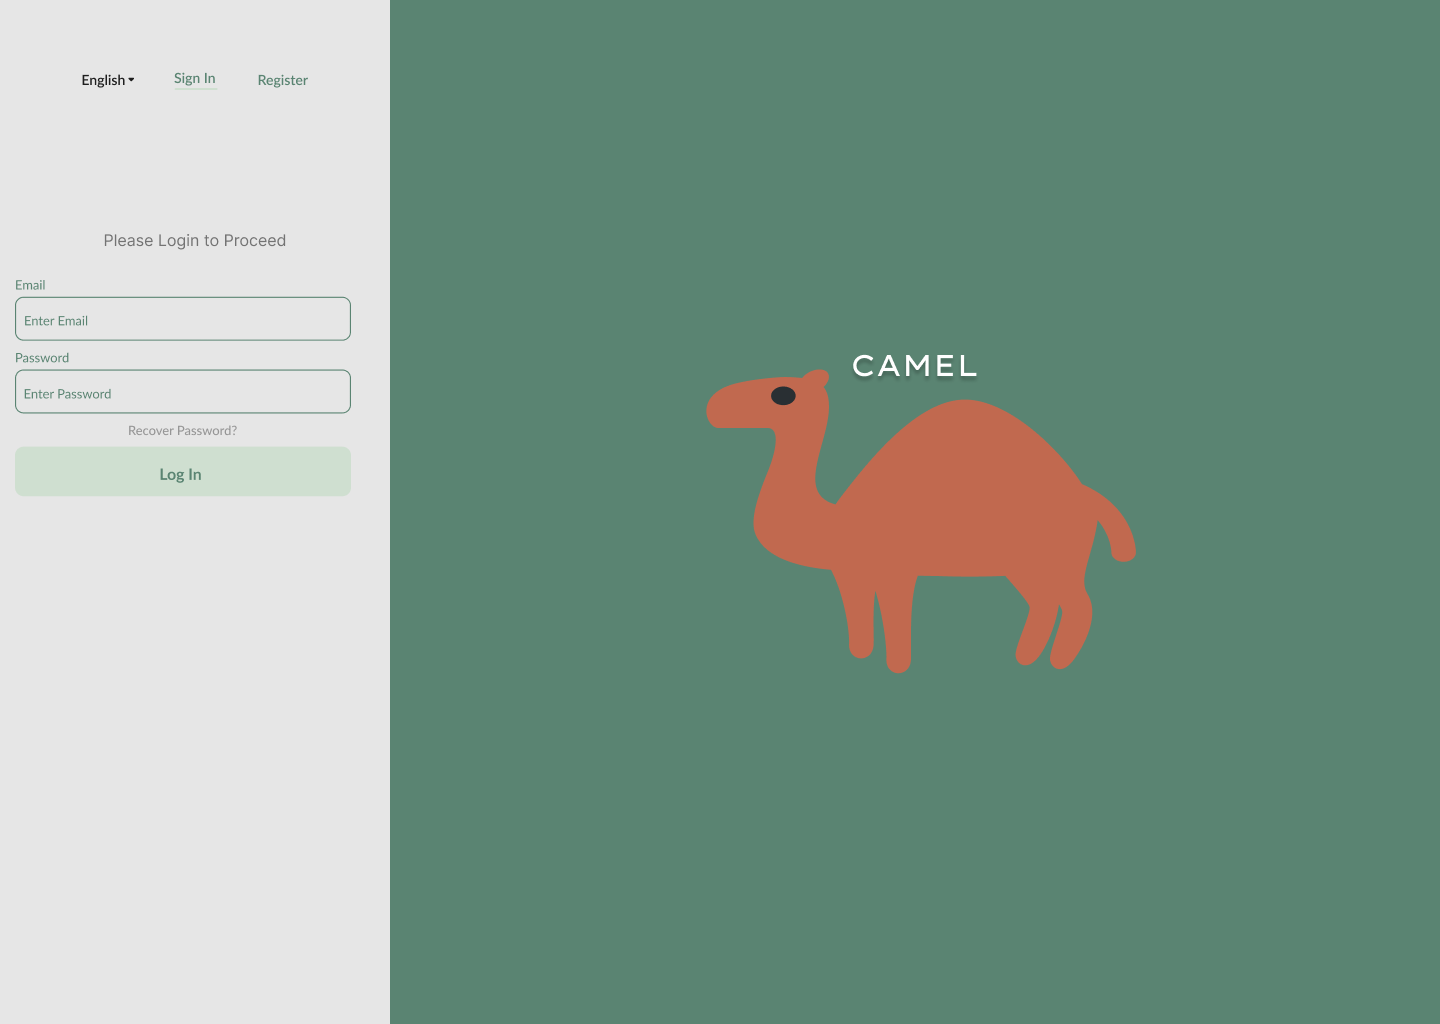 English
Sign In
Register
Please Login to Proceed
Email
Enter Email
Password
Enter Password
Recover Password?
Log In
CAMEL